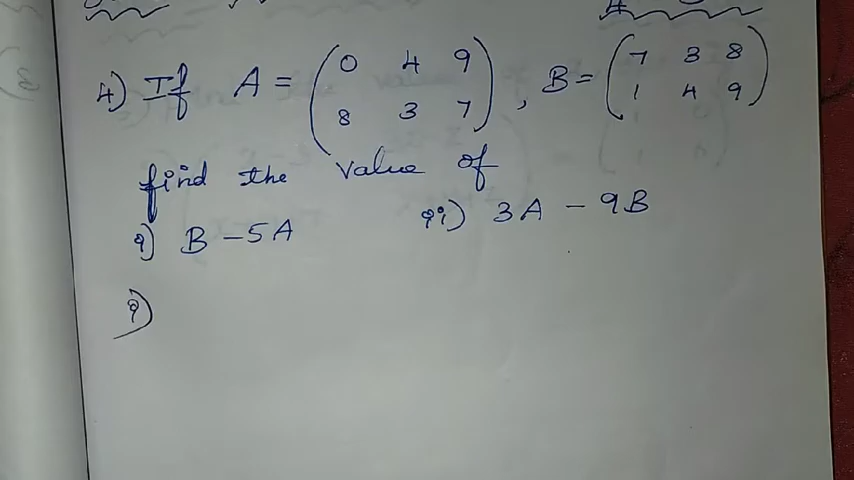 4) If A = ( 0 4 9 ) , B = ( 7 3 8 )
( 8 3 7 ) ( 1 4 9 )
find the value of
i) B - 5A ii) 3A - 9B
i)